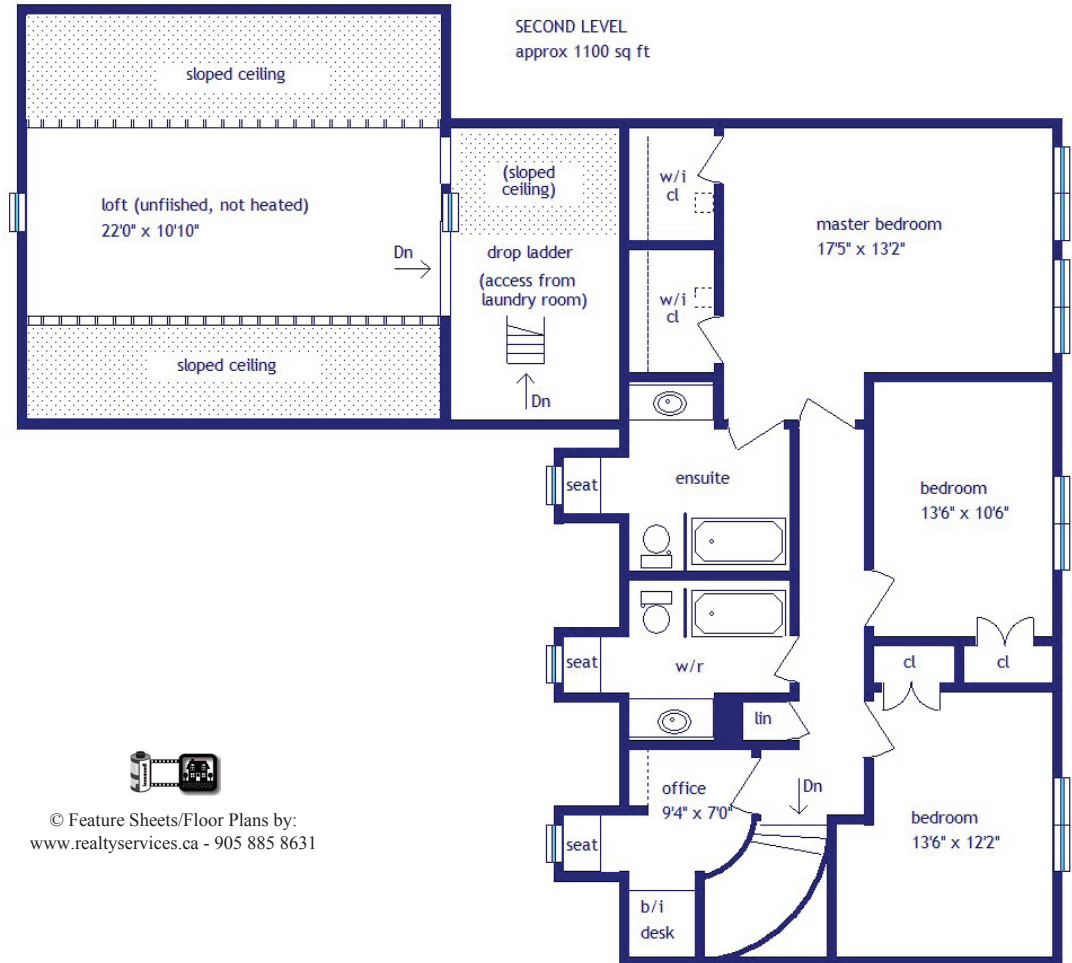 SECOND LEVEL
approx 1100 sq ft
sloped ceiling
loft (unfiished, not heated)
22'0" x 10'10"
Dn
sloped ceiling
(sloped
ceiling)
drop ladder
(access from
laundry room)
Dn
w/i
cl
w/i
cl
master bedroom
17'5" x 13'2"
seat
ensuite
bedroom
13'6" x 10'6"
seat
w/r
cl
cl
lin
office
9'4" x 7'0"
Dn
seat
b/i
desk
bedroom
13'6" x 12'2"
© Feature Sheets/Floor Plans by:
www.realtyservices.ca - 905 885 8631